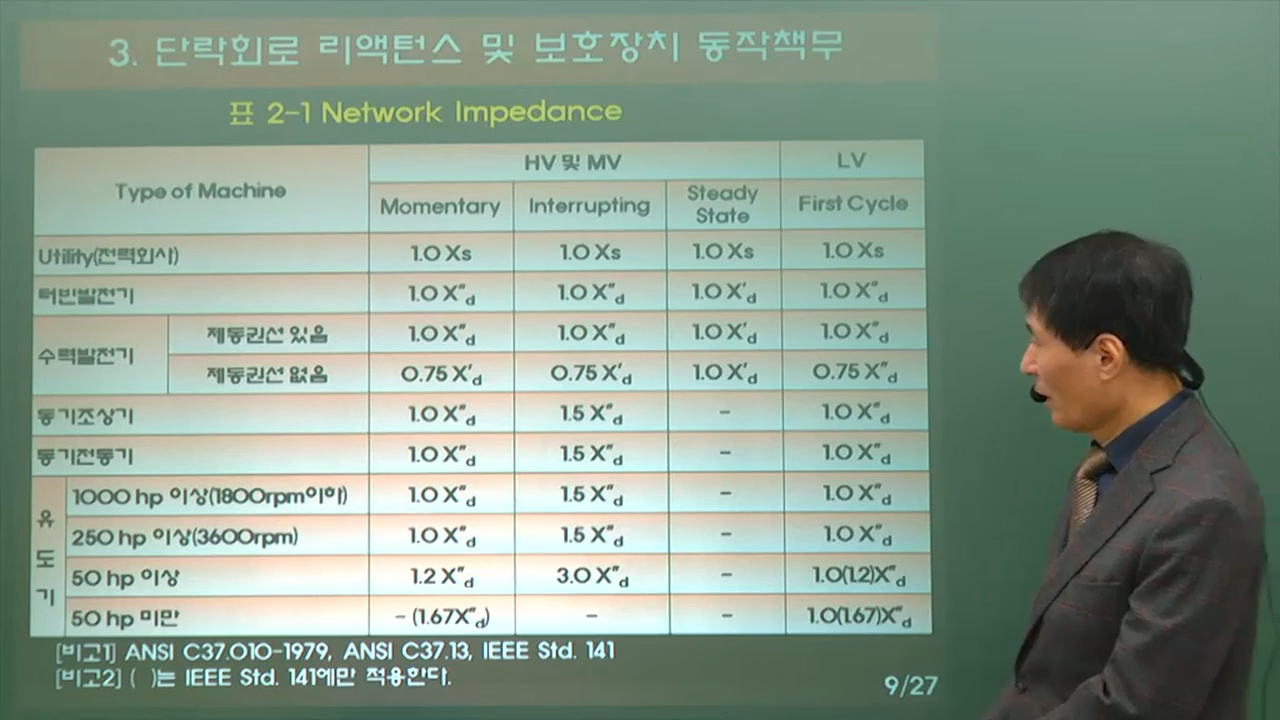 3. 단락회로 리액턴스 및 보호장치 동작책무
표 2-1 Network Impedance
Type of Machine
HV 및 MV
LV
Momentary
Interrupting
Steady State
First Cycle
Utility(전력회사) 1.0 Xs 1.0 Xs 1.0 Xs 1.0 Xs
터빈발전기 1.0 X"d 1.0 X"d 1.0 X'd 1.0 X"d
수력발전기
제동권선 있음 1.0 X"d 1.0 X"d 1.0 X'd 1.0 X"d
제동권선 없음 0.75 X'd 0.75 X'd 1.0 X'd 0.75 X"d
동기조상기 1.0 X"d 1.5 X"d - 1.0 X"d
동기전동기 1.0 X"d 1.5 X"d - 1.0 X"d
유도기
1000 hp 이상(1800rpm이하) 1.0 X"d 1.5 X"d - 1.0 X"d
250 hp 이상(3600rpm) 1.0 X"d 1.5 X"d - 1.0 X"d
50 hp 이상 1.2 X"d 3.0 X"d - 1.0(1.2)X"d
50 hp 미만 - (1.67X"d) - - 1.0(1.67)X"d
[비고1] ANSI C37.010-1979, ANSI C37.13, IEEE Std. 141
[비고2] ( )는 IEEE Std. 141에만 적용한다.
9/27